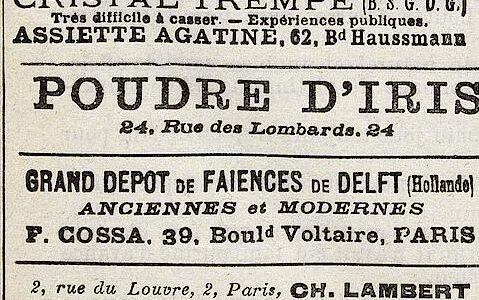 CRISTAL TREMPÉ (B. S. G. D. G.)
Très difficile à casser. — Expériences publiques.
ASSIETTE AGATINE, 62, Bd Haussmann
POUDRE D'IRIS
24, Rue des Lombards. 24
GRAND DEPOT DE FAIENCES DE DELFT (Hollande)
ANCIENNES et MODERNES
F. COSSA. 39, Bould Voltaire, PARIS
2, rue du Louvre, 2, Paris, CH. LAMBERT